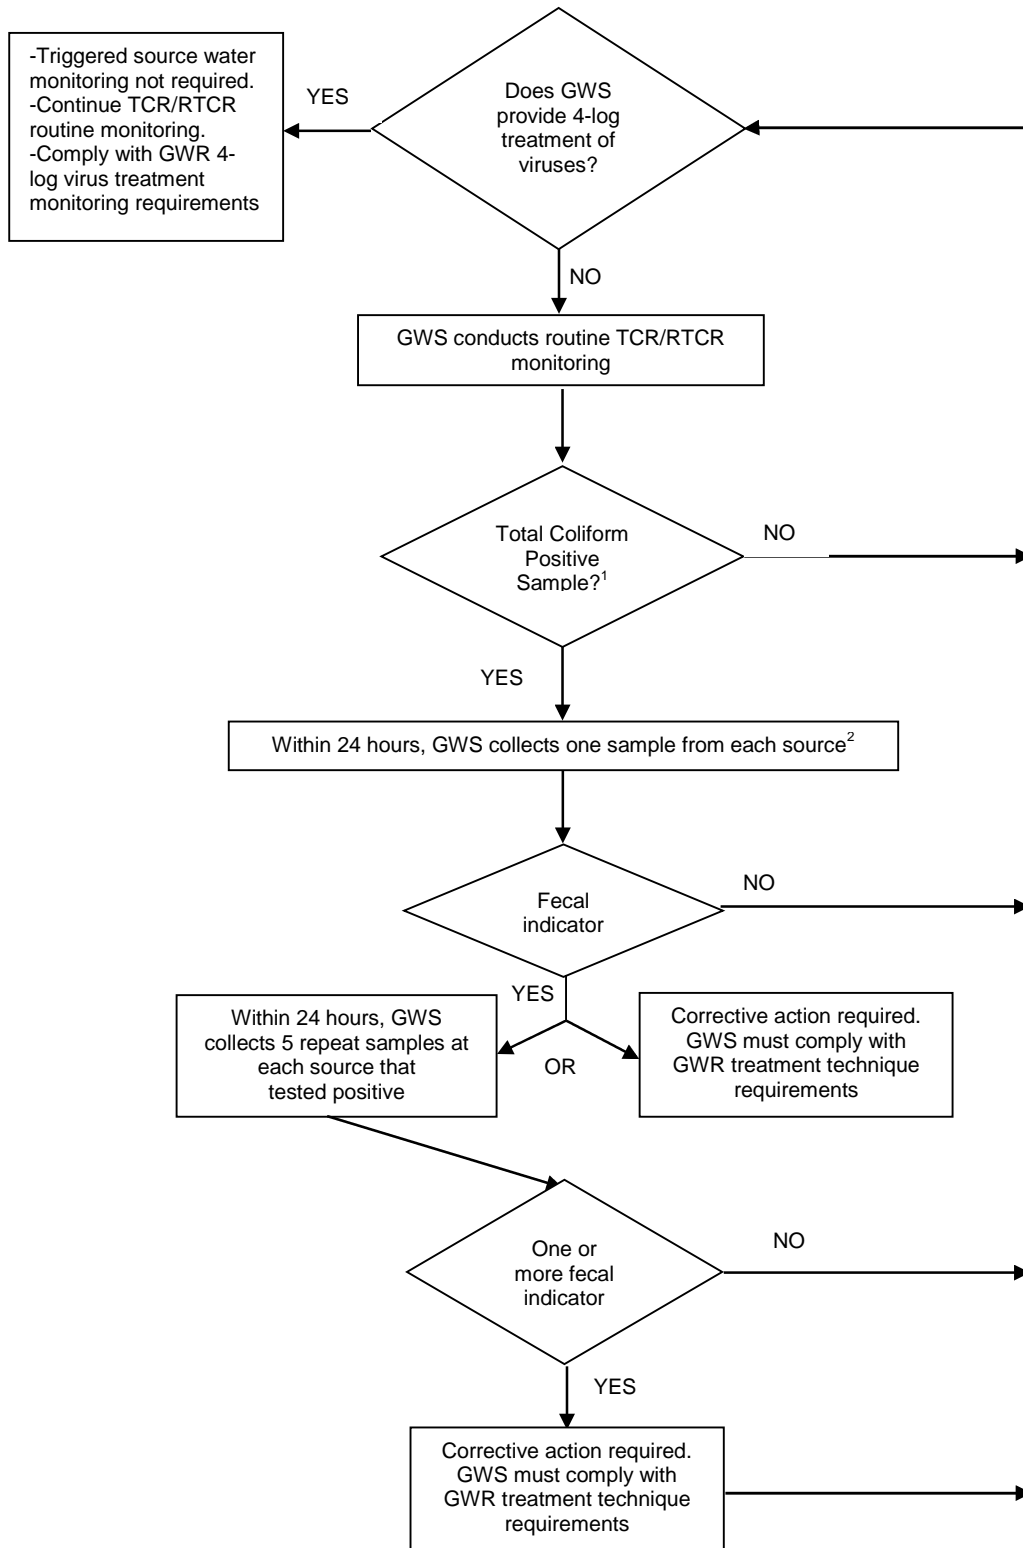 -Triggered source water
monitoring not required.
-Continue TCR/RTCR
routine monitoring.
-Comply with GWR 4-
log virus treatment
monitoring requirements
YES
Does GWS
provide 4-log
treatment of
viruses?
NO
GWS conducts routine TCR/RTCR
monitoring
Total Coliform
Positive
Sample?1
NO
YES
Within 24 hours, GWS collects one sample from each source2
Fecal
indicator
NO
YES
Within 24 hours, GWS
collects 5 repeat samples at
each source that
tested positive
OR
Corrective action required.
GWS must comply with
GWR treatment technique
requirements
One or
more fecal
indicator
NO
YES
Corrective action required.
GWS must comply with
GWR treatment technique
requirements